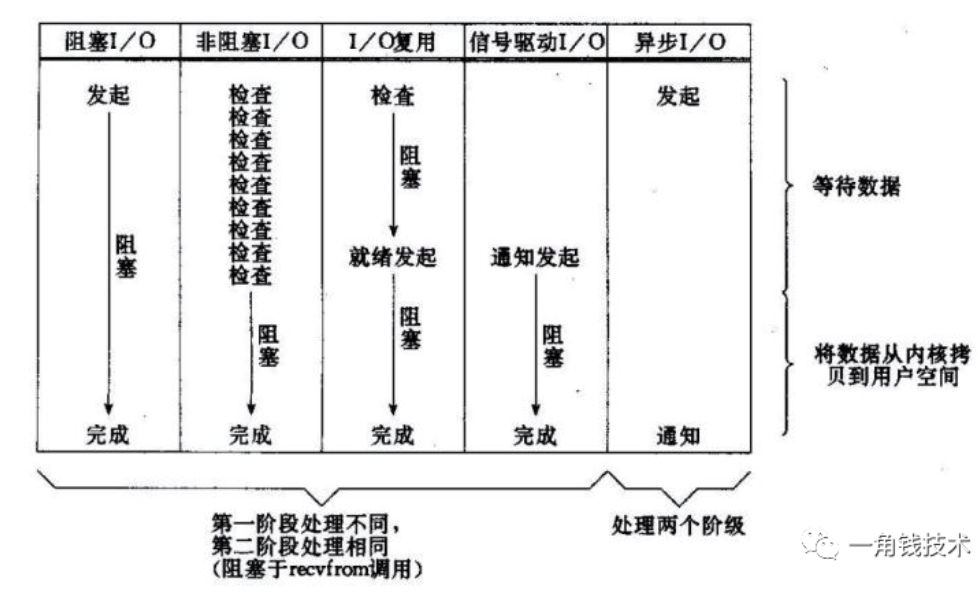 阻塞I/O 非阻塞I/O I/O复用 信号驱动I/O 异步I/O
发起 检查 检查 发起
检查
检查
检查
检查
检查
检查
检查
检查
阻塞
阻塞
等待数据
就绪发起 通知发起
阻塞
阻塞
阻塞
将数据从内核拷
贝到用户空间
完成 完成 完成 完成 通知
第一阶段处理不同，
第二阶段处理相同
（阻塞于recvfrom调用）
处理两个阶级
一角钱技术